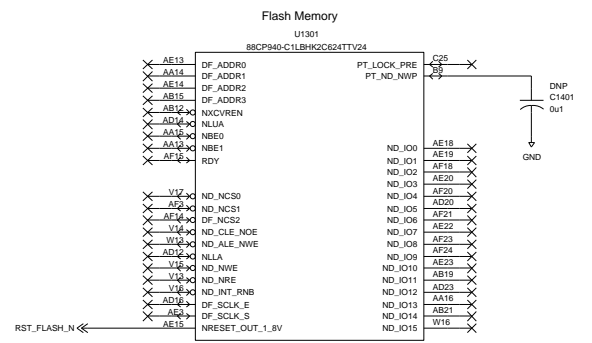 Flash Memory
U1301
88CP940-C1LBHK2C624TTV24
AE13 DF_ADDR0
AA14 DF_ADDR1
AE14 DF_ADDR2
AB15 DF_ADDR3
AB12 NXCVREN
AD14 NLUA
AA15 NBE0
AA13 NBE1
AF15 RDY
V17 ND_NCS0
AF3 ND_NCS1
AF14 DF_NCS2
V14 ND_CLE_NOE
W13 ND_ALE_NWE
AD12 NLLA
V15 ND_NWE
V13 ND_NRE
V16 ND_INT_RNB
AD16 DF_SCLK_E
AE3 DF_SCLK_S
RST_FLASH_N AE15 NRESET_OUT_1_8V
PT_LOCK_PRE C25
PT_ND_NWP B9
ND_IO0 AE18
ND_IO1 AE19
ND_IO2 AF18
ND_IO3 AE20
ND_IO4 AF20
ND_IO5 AD20
ND_IO6 AF21
ND_IO7 AE22
ND_IO8 AF23
ND_IO9 AF24
ND_IO10 AE23
ND_IO11 AB19
ND_IO12 AD23
ND_IO13 AA16
ND_IO14 AB21
ND_IO15 W16
DNP
C1401
0u1
GND